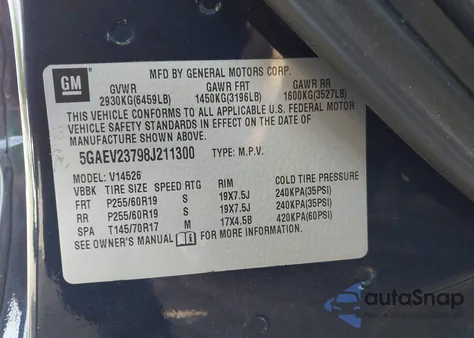 GM
MFD BY GENERAL MOTORS CORP.
GVWR GAWR FRT GAWR RR
2930KG(6459LB) 1450KG(3196LB) 1600KG(3527LB)
THIS VEHICLE CONFORMS TO ALL APPLICABLE U.S. FEDERAL MOTOR
VEHICLE SAFETY STANDARDS IN EFFECT ON THE DATE OF
MANUFACTURE SHOWN ABOVE.
5GAEV23798J211300 TYPE: M.P.V.
MODEL: V14526
VBBK TIRE SIZE SPEED RTG RIM COLD TIRE PRESSURE
FRT P255/60R19 S 19X7.5J 240KPA(35PSI)
RR P255/60R19 S 19X7.5J 240KPA(35PSI)
SPA T145/70R17 M 17X4.5B 420KPA(60PSI)
SEE OWNER'S MANUAL FOR MORE INFORMATION
autoSnap